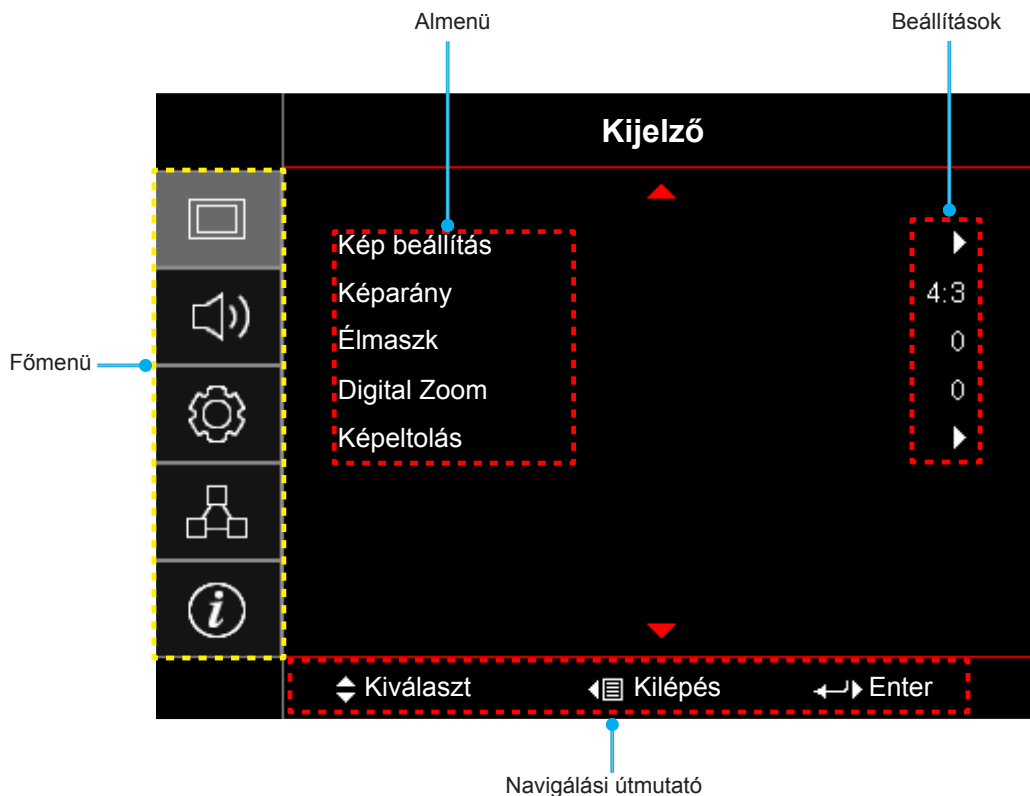 Almenü
Beállítások
Kijelző
Kép beállítás
Képarány 4:3
Élmaszk 0
Digital Zoom 0
Képeltolás
Főmenü
i
Kiválaszt Kilépés Enter
Navigálási útmutató